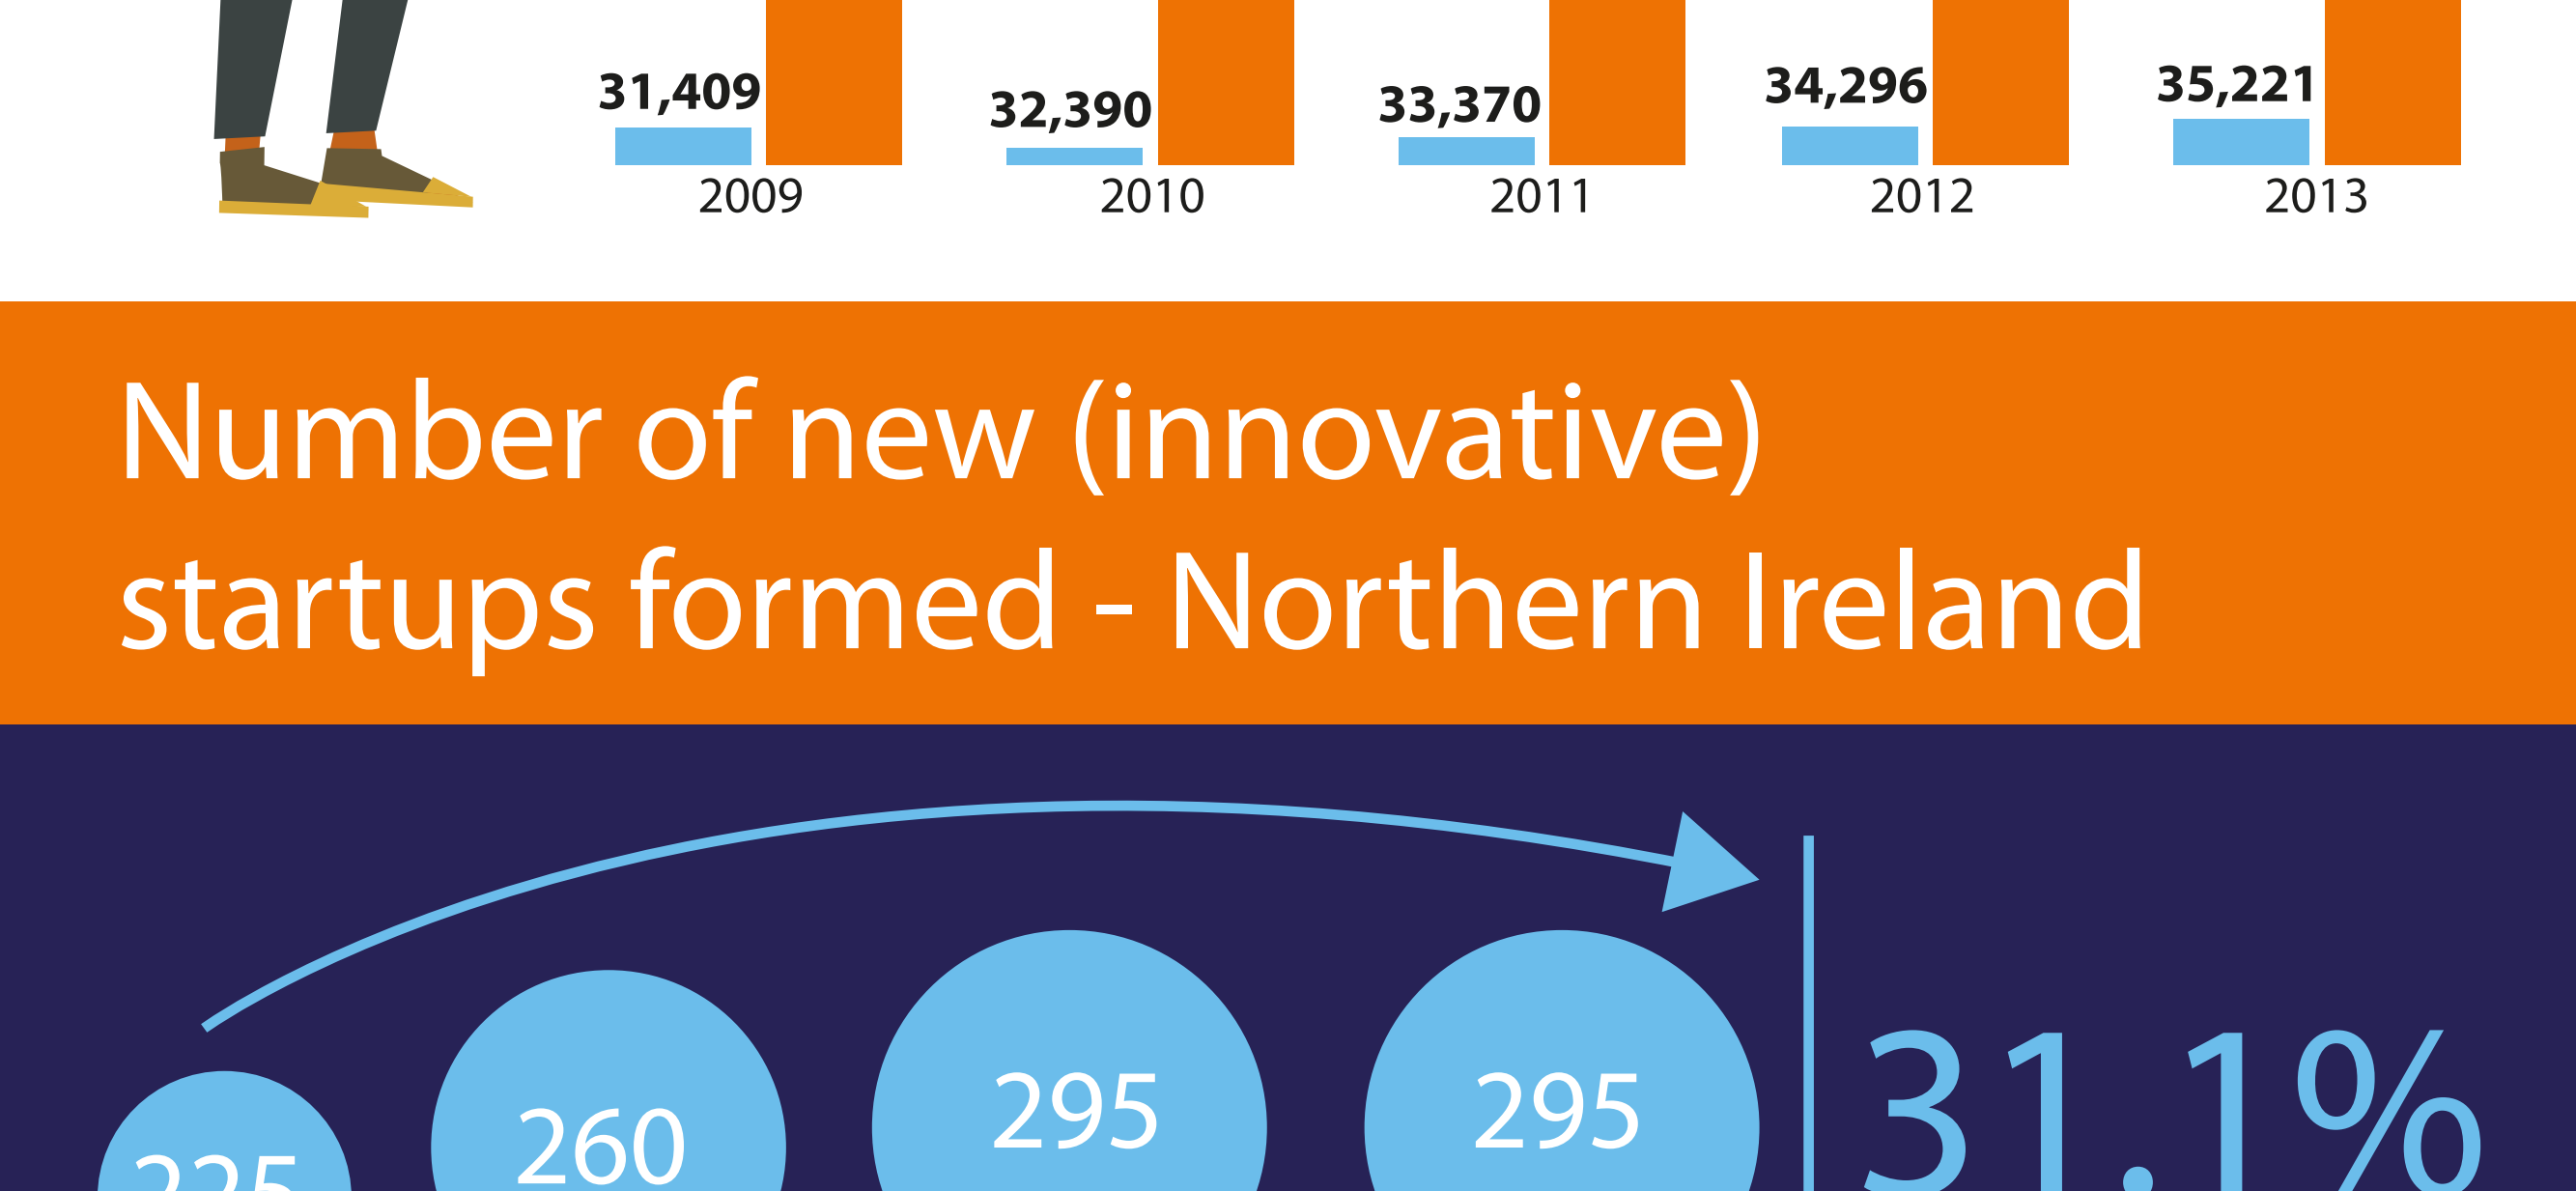 31,409 32,390 33,370 34,296 35,221
2009 2010 2011 2012 2013
Number of new (innovative)
startups formed - Northern Ireland
225 260 295 295 31.1%